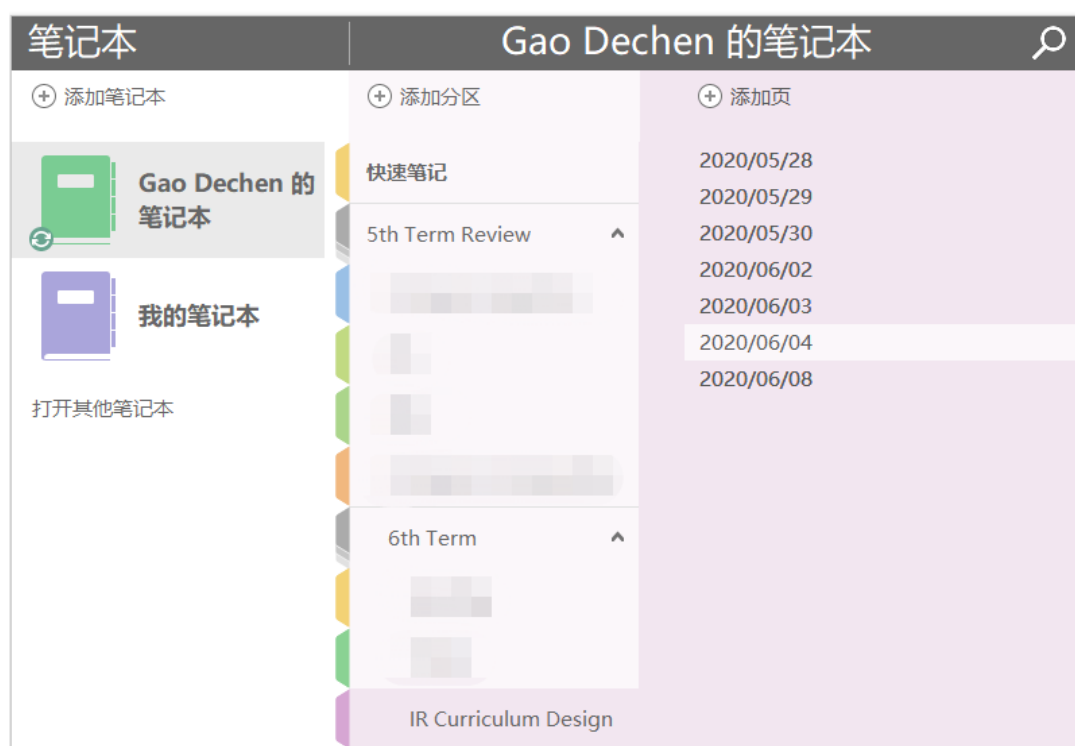 笔记本
Gao Dechen 的笔记本
添加笔记本
Gao Dechen 的
笔记本
我的笔记本
打开其他笔记本
添加分区
快速笔记
5th Term Review
6th Term
IR Curriculum Design
添加页
2020/05/28
2020/05/29
2020/05/30
2020/06/02
2020/06/03
2020/06/04
2020/06/08